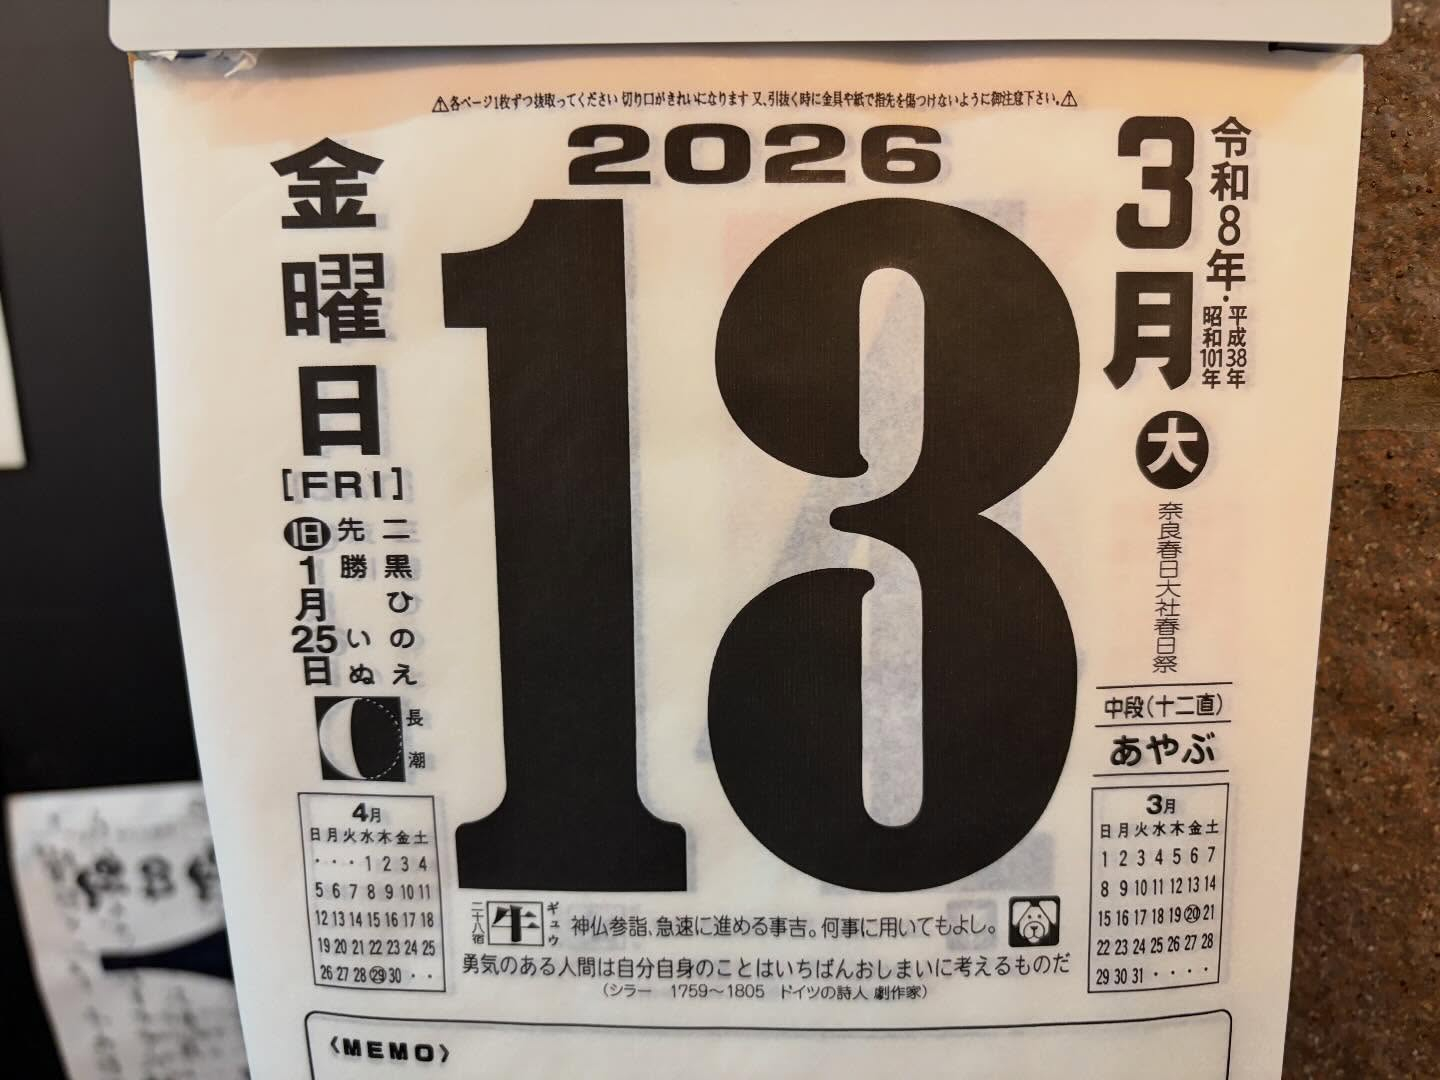 ⚠各ページ1枚ずつ抜取ってください 切り口がきれいになります 又、引抜く時に金具や紙で指先を傷つけないように御注意下さい。⚠
2026
3月
令和8年・平成38年
昭和101年
大
奈良春日大社春日祭
中段(十二直)
あやぶ
13
金曜日
[FRI]
二黒ひのえ
先勝 いぬ
旧1月25日
長潮
4月
日月火水木金土
・・・1 2 3 4
5 6 7 8 9 10 11
12 13 14 15 16 17 18
19 20 21 22 23 24 25
26 27 28 29 30 ・・
3月
日月火水木金土
1 2 3 4 5 6 7
8 9 10 11 12 13 14
15 16 17 18 19 20 21
22 23 24 25 26 27 28
29 30 31 ・・・・
二十八宿 牛 ギュウ 神仏参詣、急速に進める事吉。何事に用いてもよし。
勇気のある人間は自分自身のことはいちばんおしまいに考えるものだ
(シラー 1759〜1805 ドイツの詩人 劇作家)
〈MEMO〉